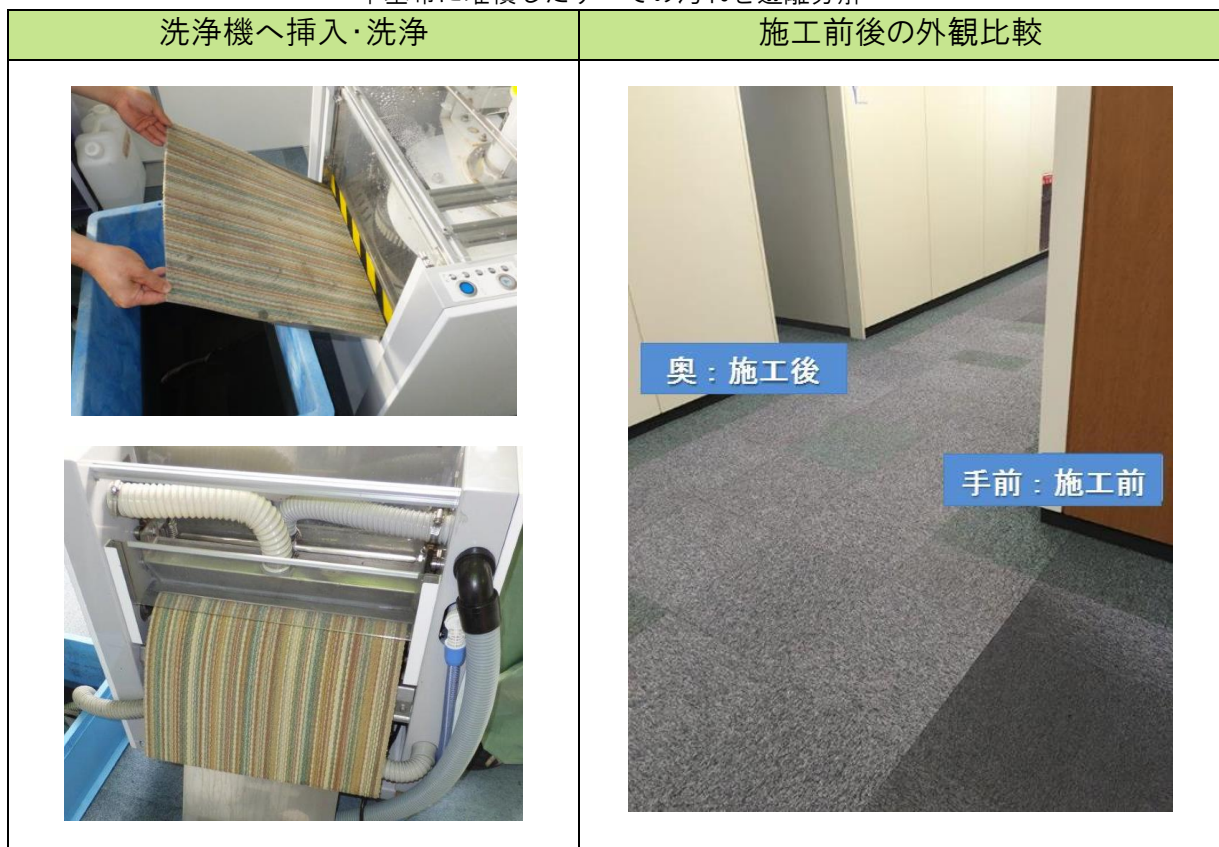 洗浄機へ挿入・洗浄
施工前後の外観比較
奥：施工後
手前：施工前